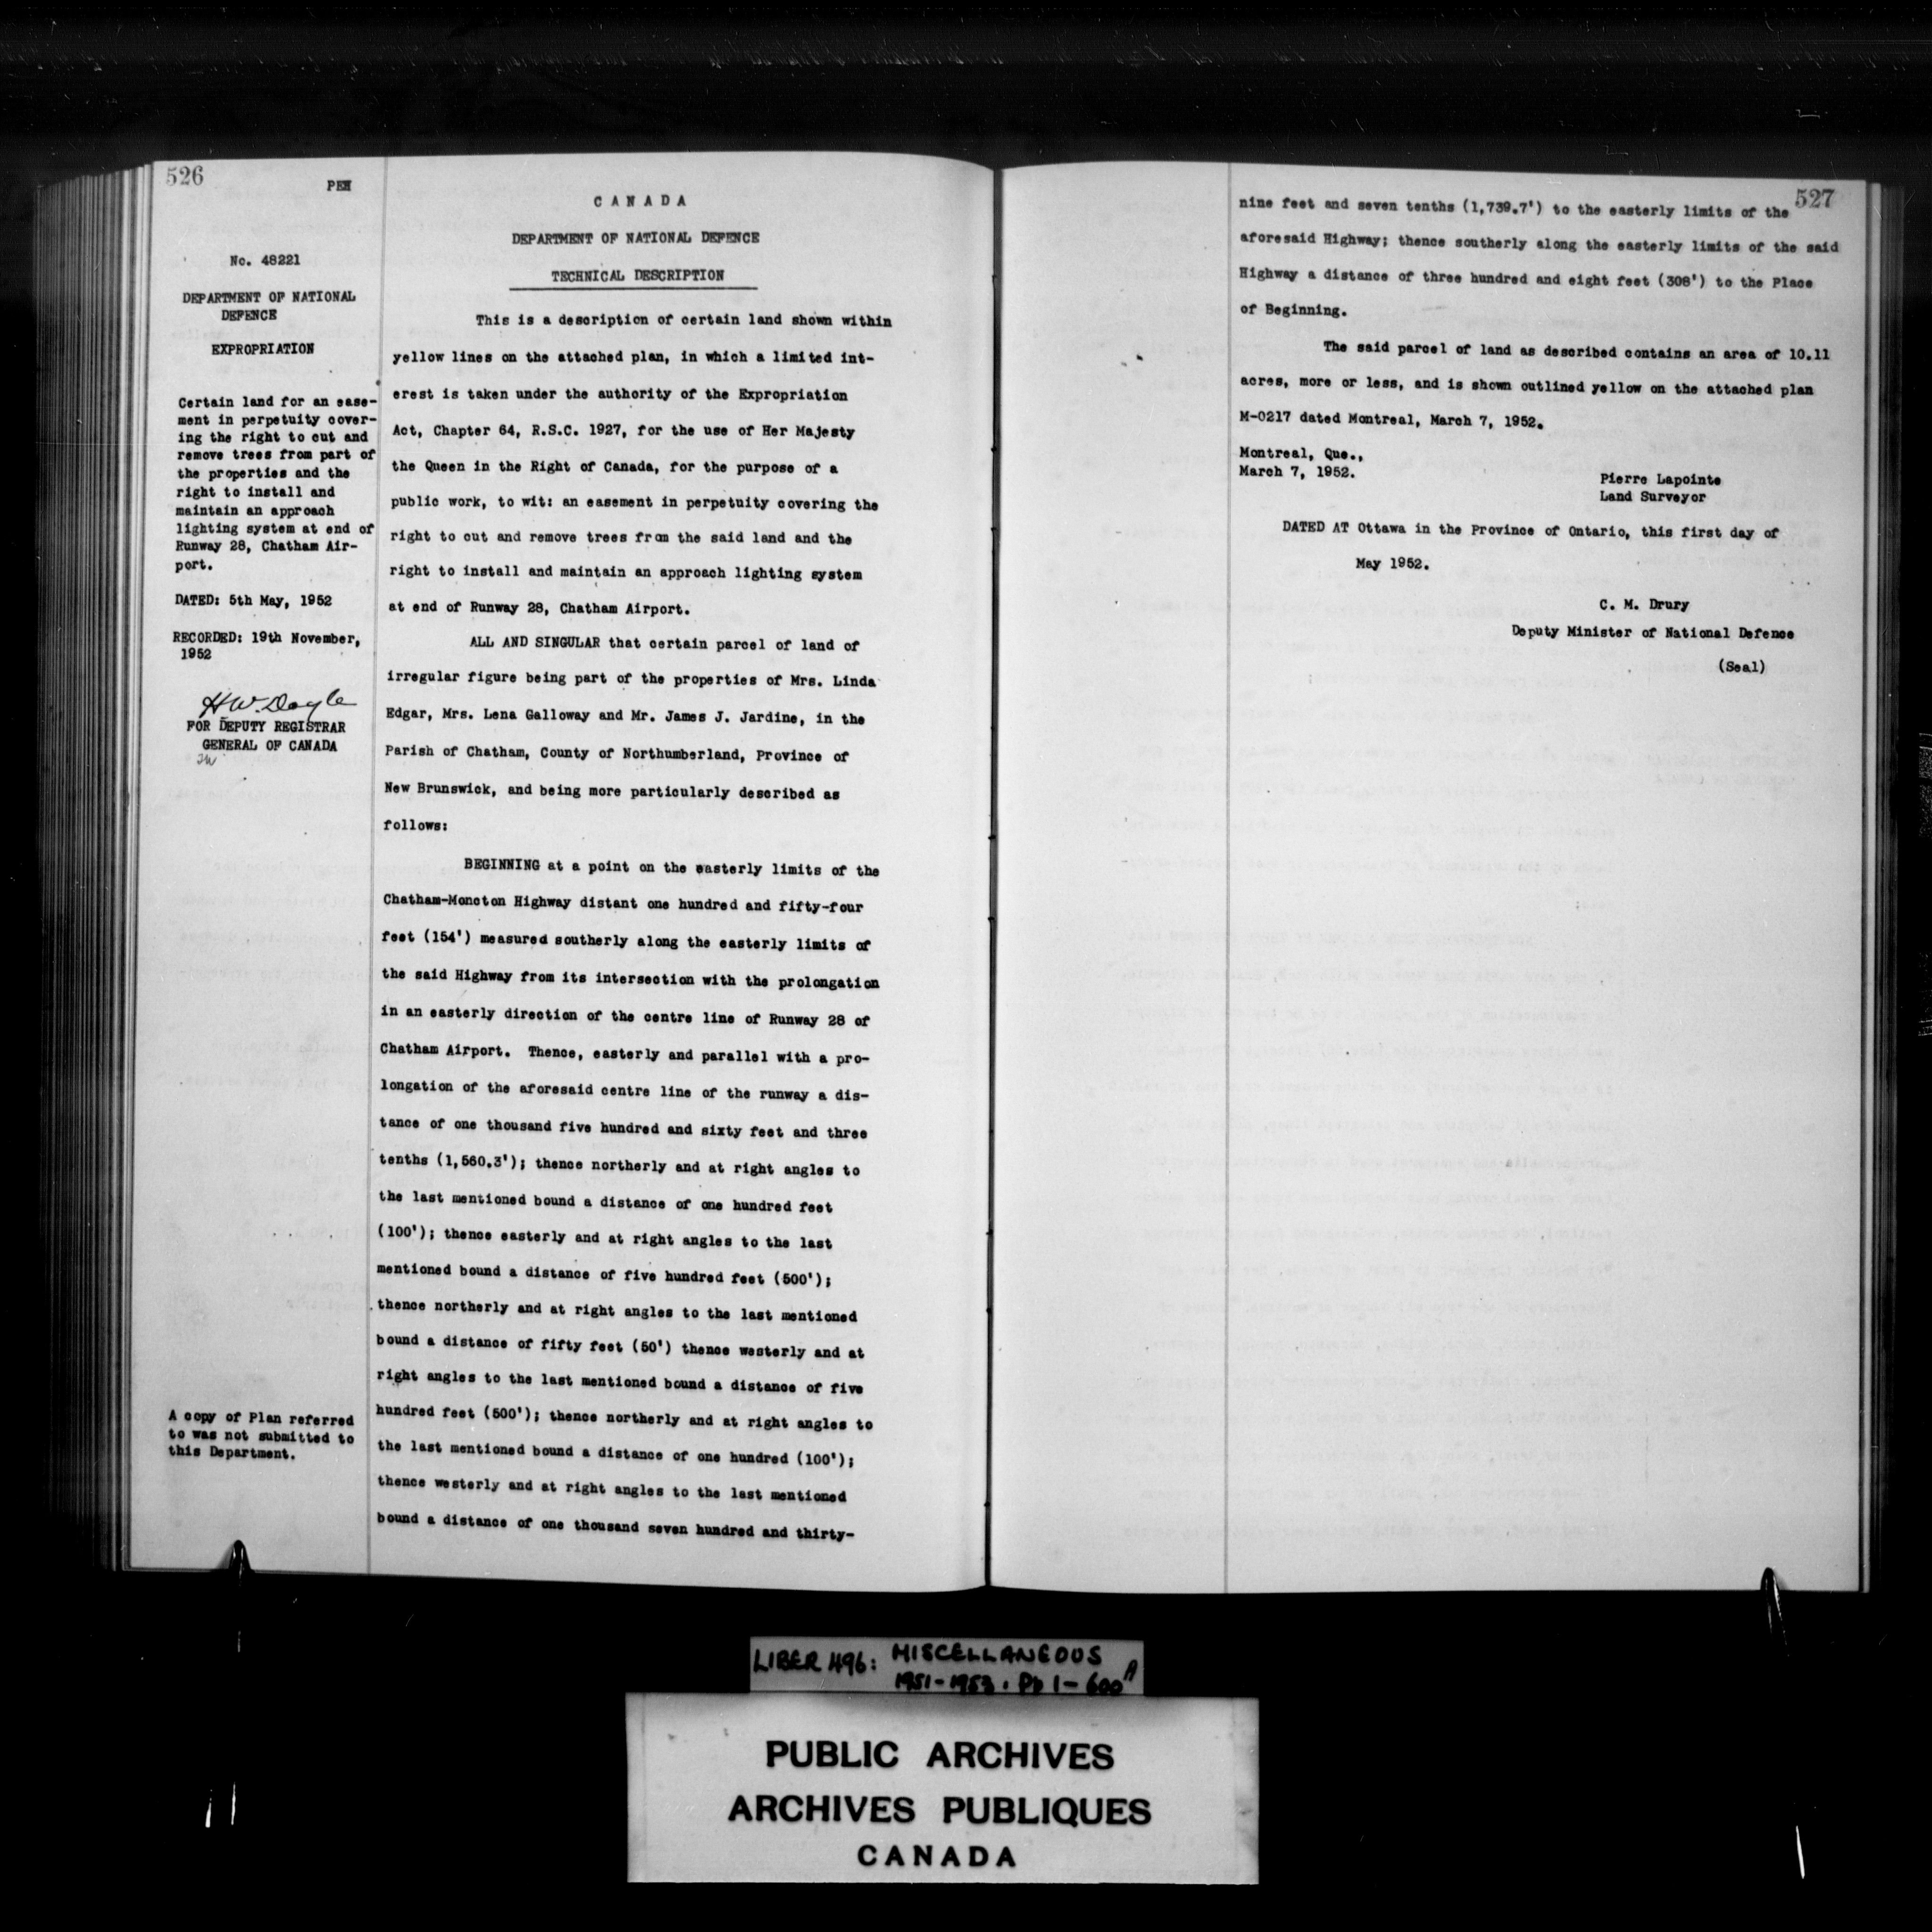 526
PEH
No. 48221
DEPARTMENT OF NATIONAL
DEFENCE
EXPROPRIATION
Certain land for an ease-
ment in perpetuity cover-
ing the right to cut and
remove trees from part of
the properties and the
right to install and
maintain an approach
lighting system at end of
Runway 28, Chatham Air-
port.
DATED: 5th May, 1952
RECORDED: 19th November,
1952
H.W. Doyle
FOR DEPUTY REGISTRAR
GENERAL OF CANADA
A copy of Plan referred
to was not submitted to
this Department.
CANADA
DEPARTMENT OF NATIONAL DEFENCE
TECHNICAL DESCRIPTION
This is a description of certain land shown within
yellow lines on the attached plan, in which a limited int-
erest is taken under the authority of the Expropriation
Act, Chapter 64, R.S.C. 1927, for the use of Her Majesty
the Queen in the Right of Canada, for the purpose of a
public work, to wit: an easement in perpetuity covering the
right to cut and remove trees from the said land and the
right to install and maintain an approach lighting system
at end of Runway 28, Chatham Airport.
ALL AND SINGULAR that certain parcel of land of
irregular figure being part of the properties of Mrs. Linda
Edgar, Mrs. Lena Galloway and Mr. James J. Jardine, in the
Parish of Chatham, County of Northumberland, Province of
New Brunswick, and being more particularly described as
follows:
BEGINNING at a point on the easterly limits of the
Chatham-Moncton Highway distant one hundred and fifty-four
feet (154') measured southerly along the easterly limits of
the said Highway from its intersection with the prolongation
in an easterly direction of the centre line of Runway 28 of
Chatham Airport. Thence, easterly and parallel with a pro-
longation of the aforesaid centre line of the runway a dis-
tance of one thousand five hundred and sixty feet and three
tenths (1,560.3'); thence northerly and at right angles to
the last mentioned bound a distance of one hundred feet
(100'); thence easterly and at right angles to the last
mentioned bound a distance of five hundred feet (500');
thence northerly and at right angles to the last mentioned
bound a distance of fifty feet (50') thence westerly and at
right angles to the last mentioned bound a distance of five
hundred feet (500'); thence northerly and at right angles to
the last mentioned bound a distance of one hundred (100');
thence westerly and at right angles to the last mentioned
bound a distance of one thousand seven hundred and thirty-
527
nine feet and seven tenths (1,739.7') to the easterly limits of the
aforesaid Highway; thence southerly along the easterly limits of the said
Highway a distance of three hundred and eight feet (308') to the Place
of Beginning.
The said parcel of land as described contains an area of 10.11
acres, more or less, and is shown outlined yellow on the attached plan
M-0217 dated Montreal, March 7, 1952.
Montreal, Que.,
March 7, 1952.
Pierre Lapointe
Land Surveyor
DATED AT Ottawa in the Province of Ontario, this first day of
May 1952.
C. M. Drury
Deputy Minister of National Defence
(Seal)
LIBER 496: MISCELLANEOUS
1951-1953. Pp 1-600A
PUBLIC ARCHIVES
ARCHIVES PUBLIQUES
CANADA